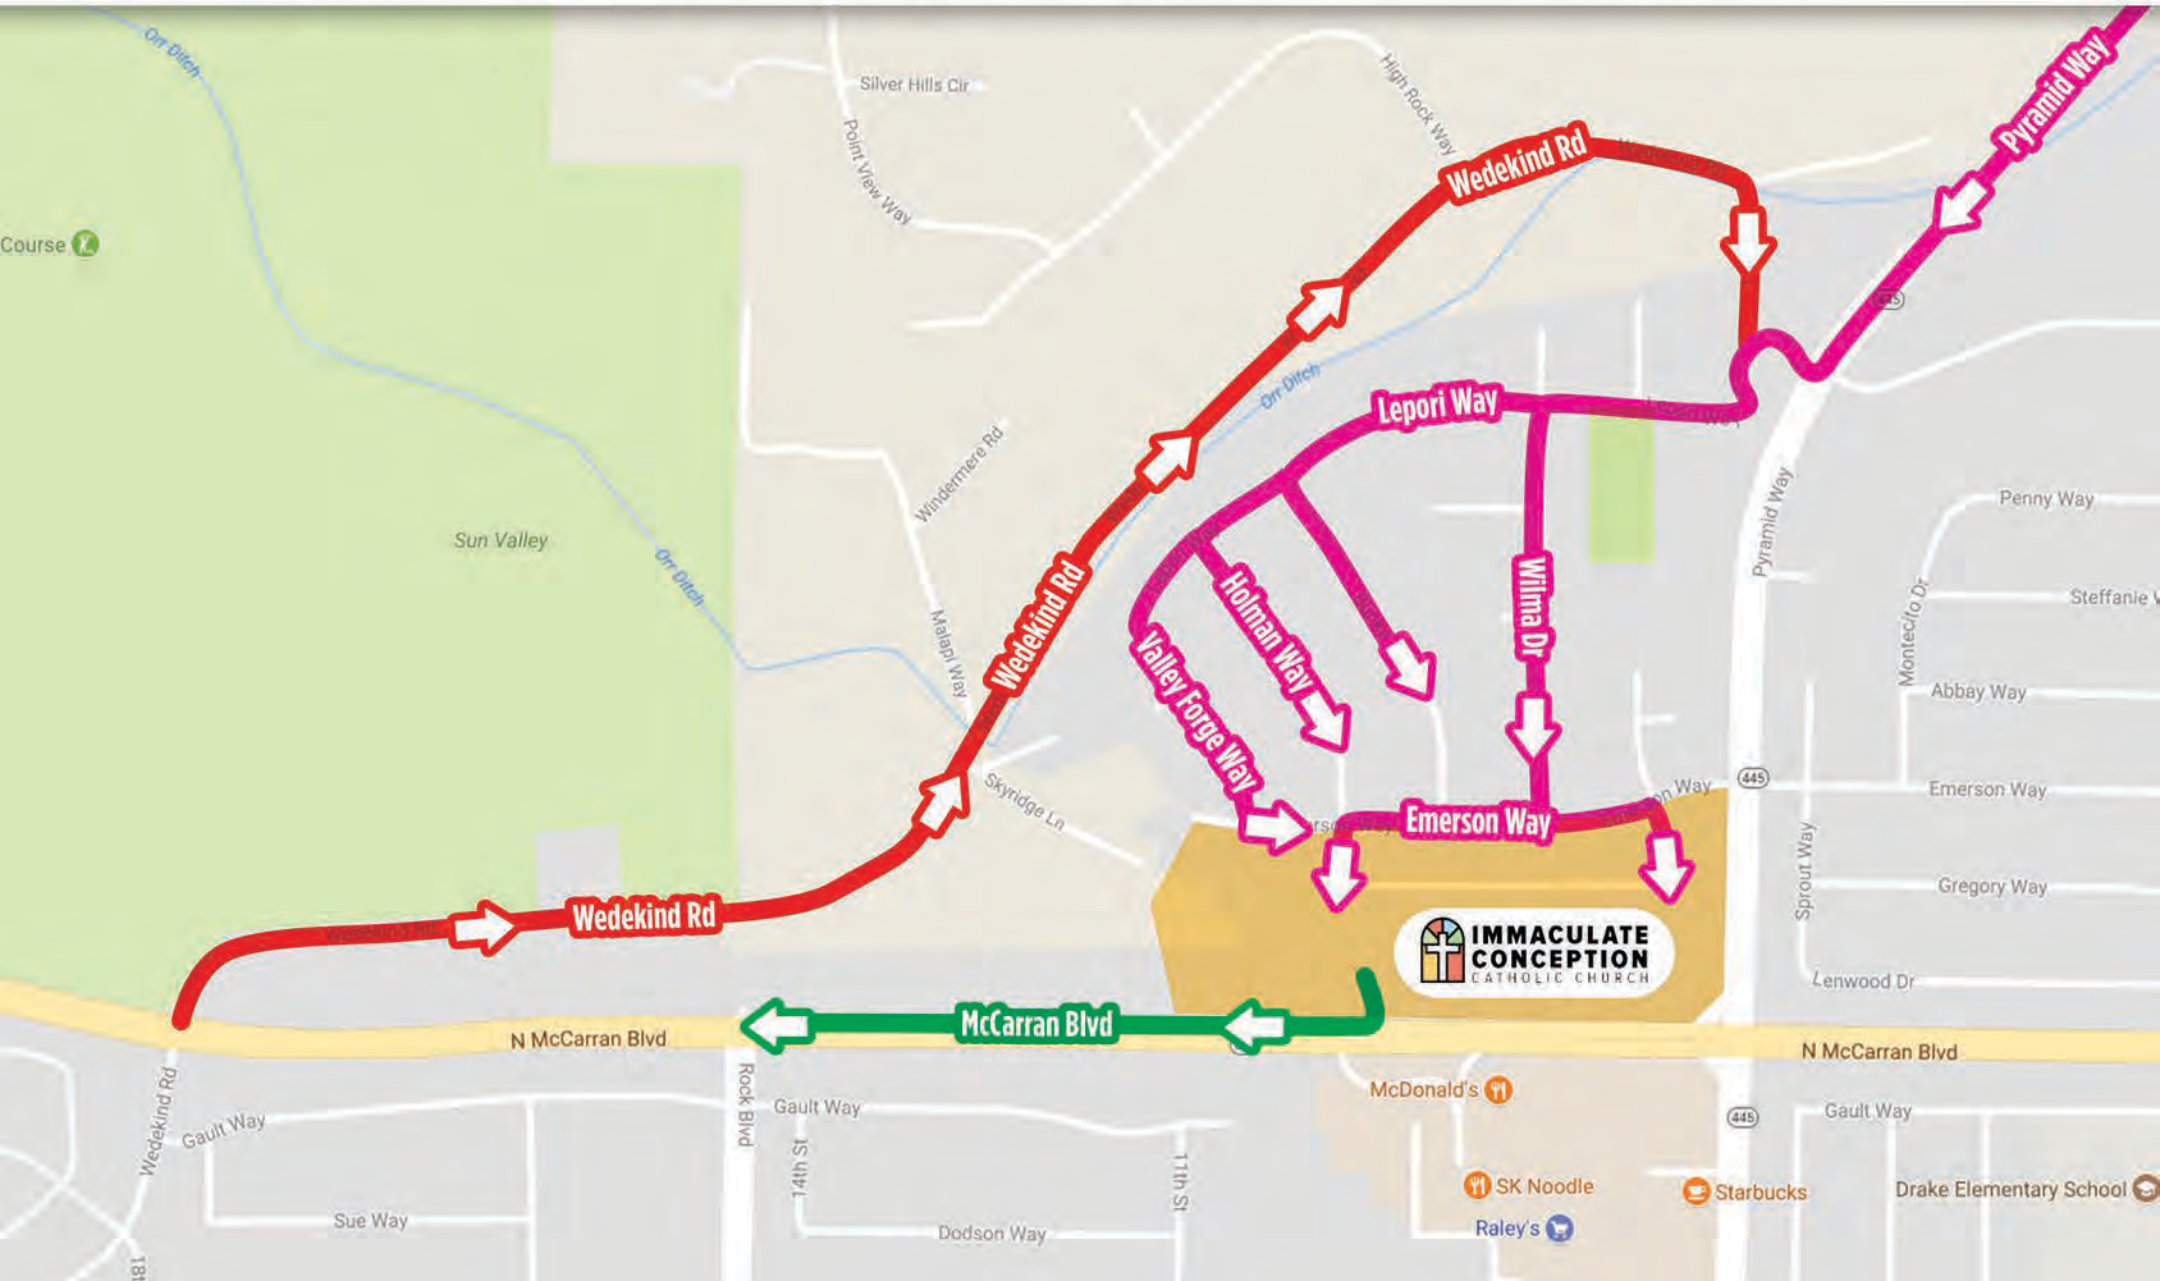 Orr Ditch
Silver Hills Cir
High Rock Way
Pyramid Way
Wedekind Rd
Point View Way
Course
445
Orr Ditch
Lepori Way
Windermere Rd
Sun Valley
Orr Ditch
Pyramid Way
Penny Way
Wedekind Rd
Holman Way
Wilma Dr
Montecito Dr
Steffanie W
Malapi Way
Valley Forge Way
Abbay Way
Skyridge Ln
Emerson Way
445
Emerson Way
Sprout Way
Gregory Way
Wedekind Rd
IMMACULATE
CONCEPTION
CATHOLIC CHURCH
Lenwood Dr
McCarran Blvd
N McCarran Blvd
N McCarran Blvd
Wedekind Rd
Gault Way
Rock Blvd
Gault Way
14th St
11th St
McDonald's
445
Gault Way
SK Noodle
Starbucks
Drake Elementary School
Sue Way
Dodson Way
Raley's